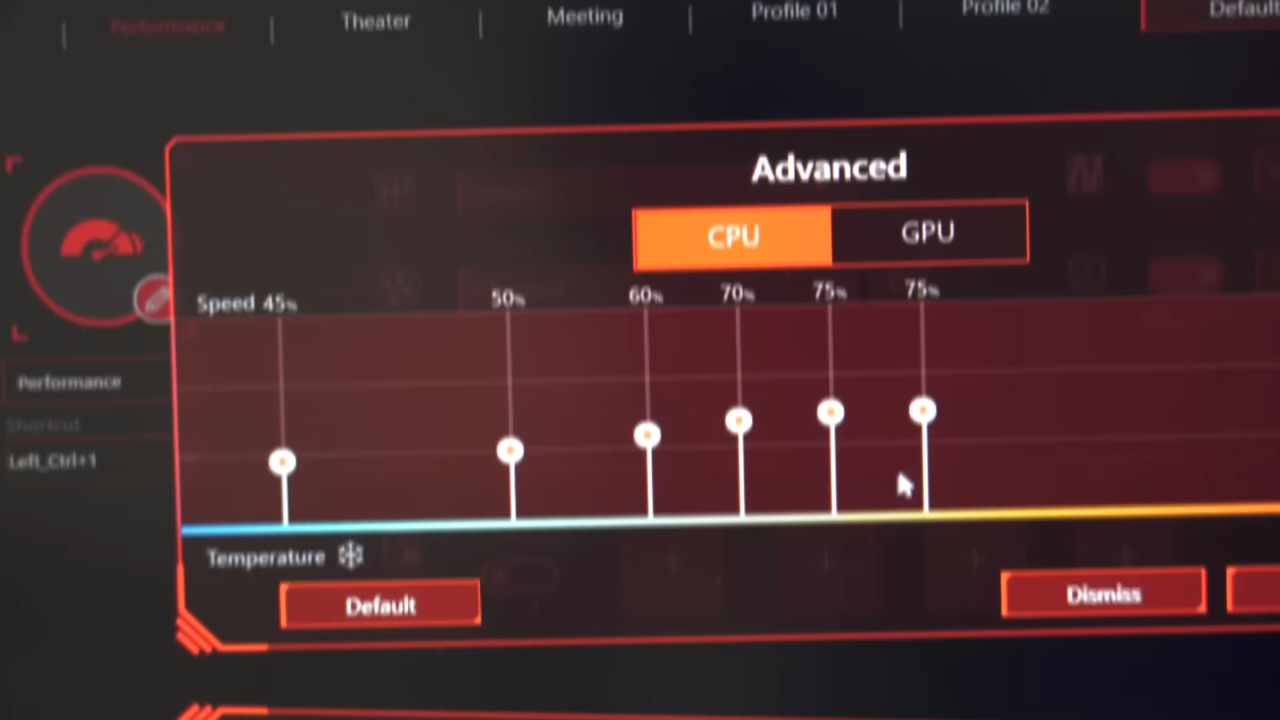 Performance Theater Meeting Profile 01 Profile 02 Default
Advanced
CPU GPU
Speed 45% 50% 60% 70% 75% 75%
Performance
Shortcut
Left_Ctrl+1
Temperature
Default Dismiss